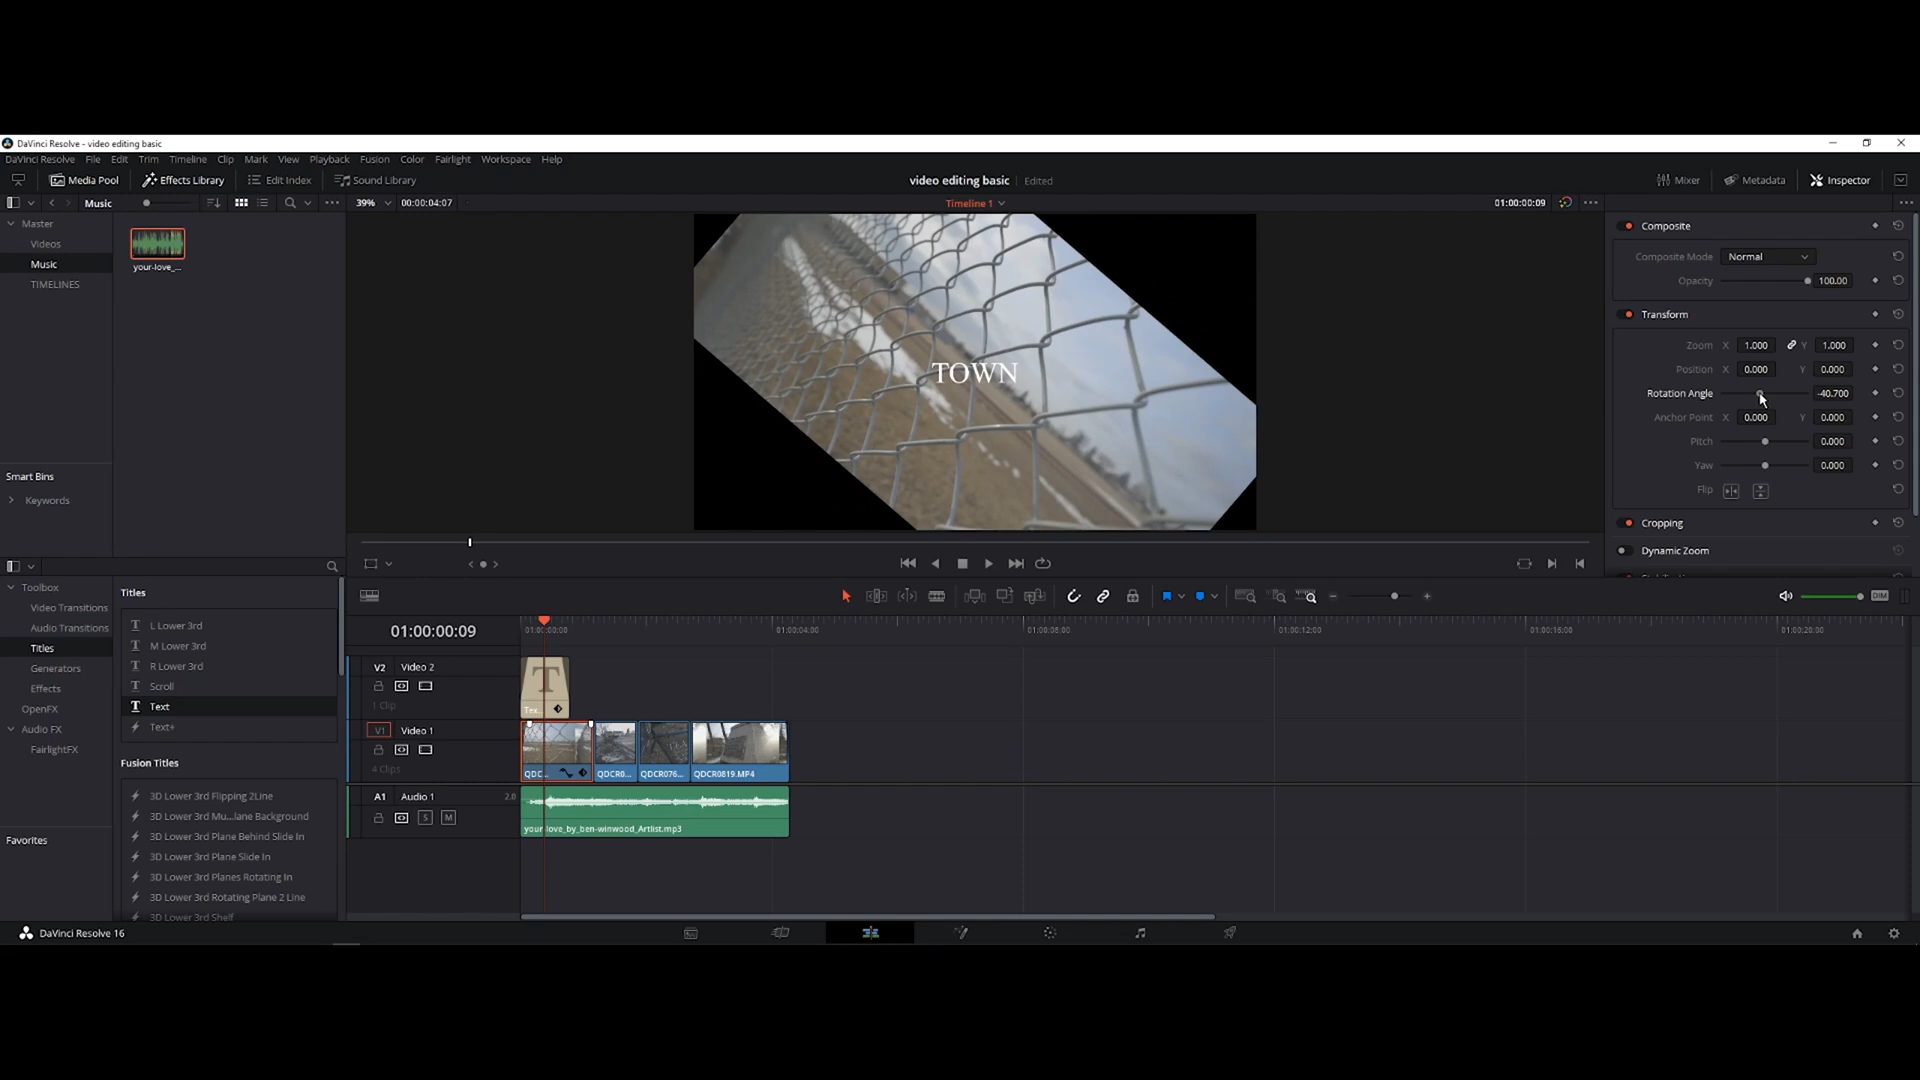 DaVinci Resolve - video editing basic
DaVinci Resolve File Edit Trim Timeline Clip Mark View Playback Fusion Color Fairlight Workspace Help
Media Pool Effects Library Edit Index Sound Library video editing basic Edited Mixer Metadata Inspector
Music 39% 00:00:04:07 Timeline 1 01:00:00:09
Master
Videos
Music
TIMELINES
your-love_...
Smart Bins
Keywords
TOWN
Composite
Composite Mode Normal
Opacity 100.00
Transform
Zoom X 1.000 Y 1.000
Position X 0.000 Y 0.000
Rotation Angle -40.700
Anchor Point X 0.000 Y 0.000
Pitch 0.000
Yaw 0.000
Flip
Cropping
Dynamic Zoom
Toolbox
Video Transitions
Audio Transitions
Titles
Generators
Effects
OpenFX
Audio FX
FairlightFX
Favorites
Titles
L Lower 3rd
M Lower 3rd
R Lower 3rd
Scroll
Text
Text+
Fusion Titles
3D Lower 3rd Flipping 2Line
3D Lower 3rd Mu...lane Background
3D Lower 3rd Plane Behind Slide In
3D Lower 3rd Plane Slide In
3D Lower 3rd Planes Rotating In
3D Lower 3rd Rotating Plane 2 Line
3D Lower 3rd Shelf
DIM
01:00:00:09 01:00:00:00 01:00:04:00 01:00:08:00 01:00:12:00 01:00:16:00 01:00:20:00
V2 Video 2
1 Clip
Tex...
V1 Video 1
4 Clips
QDC... QDCR0... QDCR076... QDCR0819.MP4
A1 Audio 1 2.0
S M
your-love_by_ben-winwood_Artlist.mp3
DaVinci Resolve 16